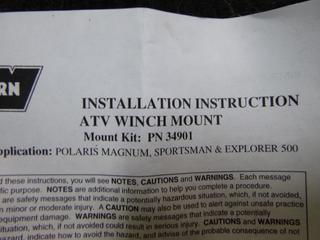 RN
INSTALLATION INSTRUCTION
ATV WINCH MOUNT
Mount Kit: PN 34901
pplication: POLARIS MAGNUM, SPORTSMAN & EXPLORER 500
d these instructions, you will see NOTES, CAUTIONS and WARNINGS. Each message
fic purpose. NOTES are additional information to help you complete a procedure.
are safety messages that indicate a potentially hazardous situation, which, if not avoided,
n minor or moderate injury. A CAUTION may also be used to alert against unsafe practice
equipment damage. WARNINGS are safety messages that indicate a potentially
ituation, which, if not avoided could result in serious injury. CAUTIONS and WARNINGS
azard, indicate how to avoid the hazard, and advise of the probable consequence of not